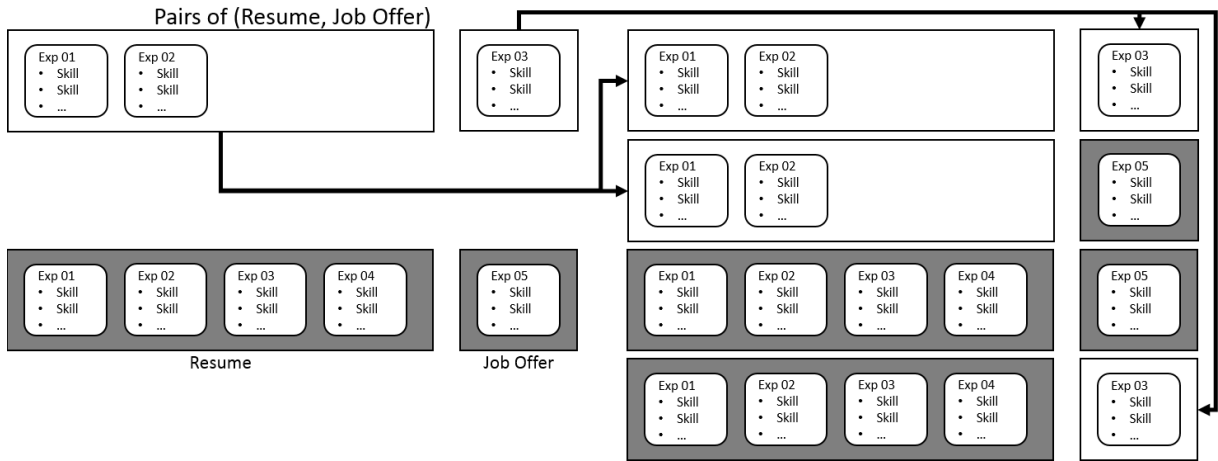 Pairs of (Resume, Job Offer)
Exp 01
• Skill
• Skill
• ...
Exp 02
• Skill
• Skill
• ...
Exp 03
• Skill
• Skill
• ...
Exp 01
• Skill
• Skill
• ...
Exp 02
• Skill
• Skill
• ...
Exp 03
• Skill
• Skill
• ...
Exp 01
• Skill
• Skill
• ...
Exp 02
• Skill
• Skill
• ...
Exp 05
• Skill
• Skill
• ...
Exp 01
• Skill
• Skill
• ...
Exp 02
• Skill
• Skill
• ...
Exp 03
• Skill
• Skill
• ...
Exp 04
• Skill
• Skill
• ...
Exp 05
• Skill
• Skill
• ...
Resume
Job Offer
Exp 01
• Skill
• Skill
• ...
Exp 02
• Skill
• Skill
• ...
Exp 03
• Skill
• Skill
• ...
Exp 04
• Skill
• Skill
• ...
Exp 05
• Skill
• Skill
• ...
Exp 01
• Skill
• Skill
• ...
Exp 02
• Skill
• Skill
• ...
Exp 03
• Skill
• Skill
• ...
Exp 04
• Skill
• Skill
• ...
Exp 03
• Skill
• Skill
• ...